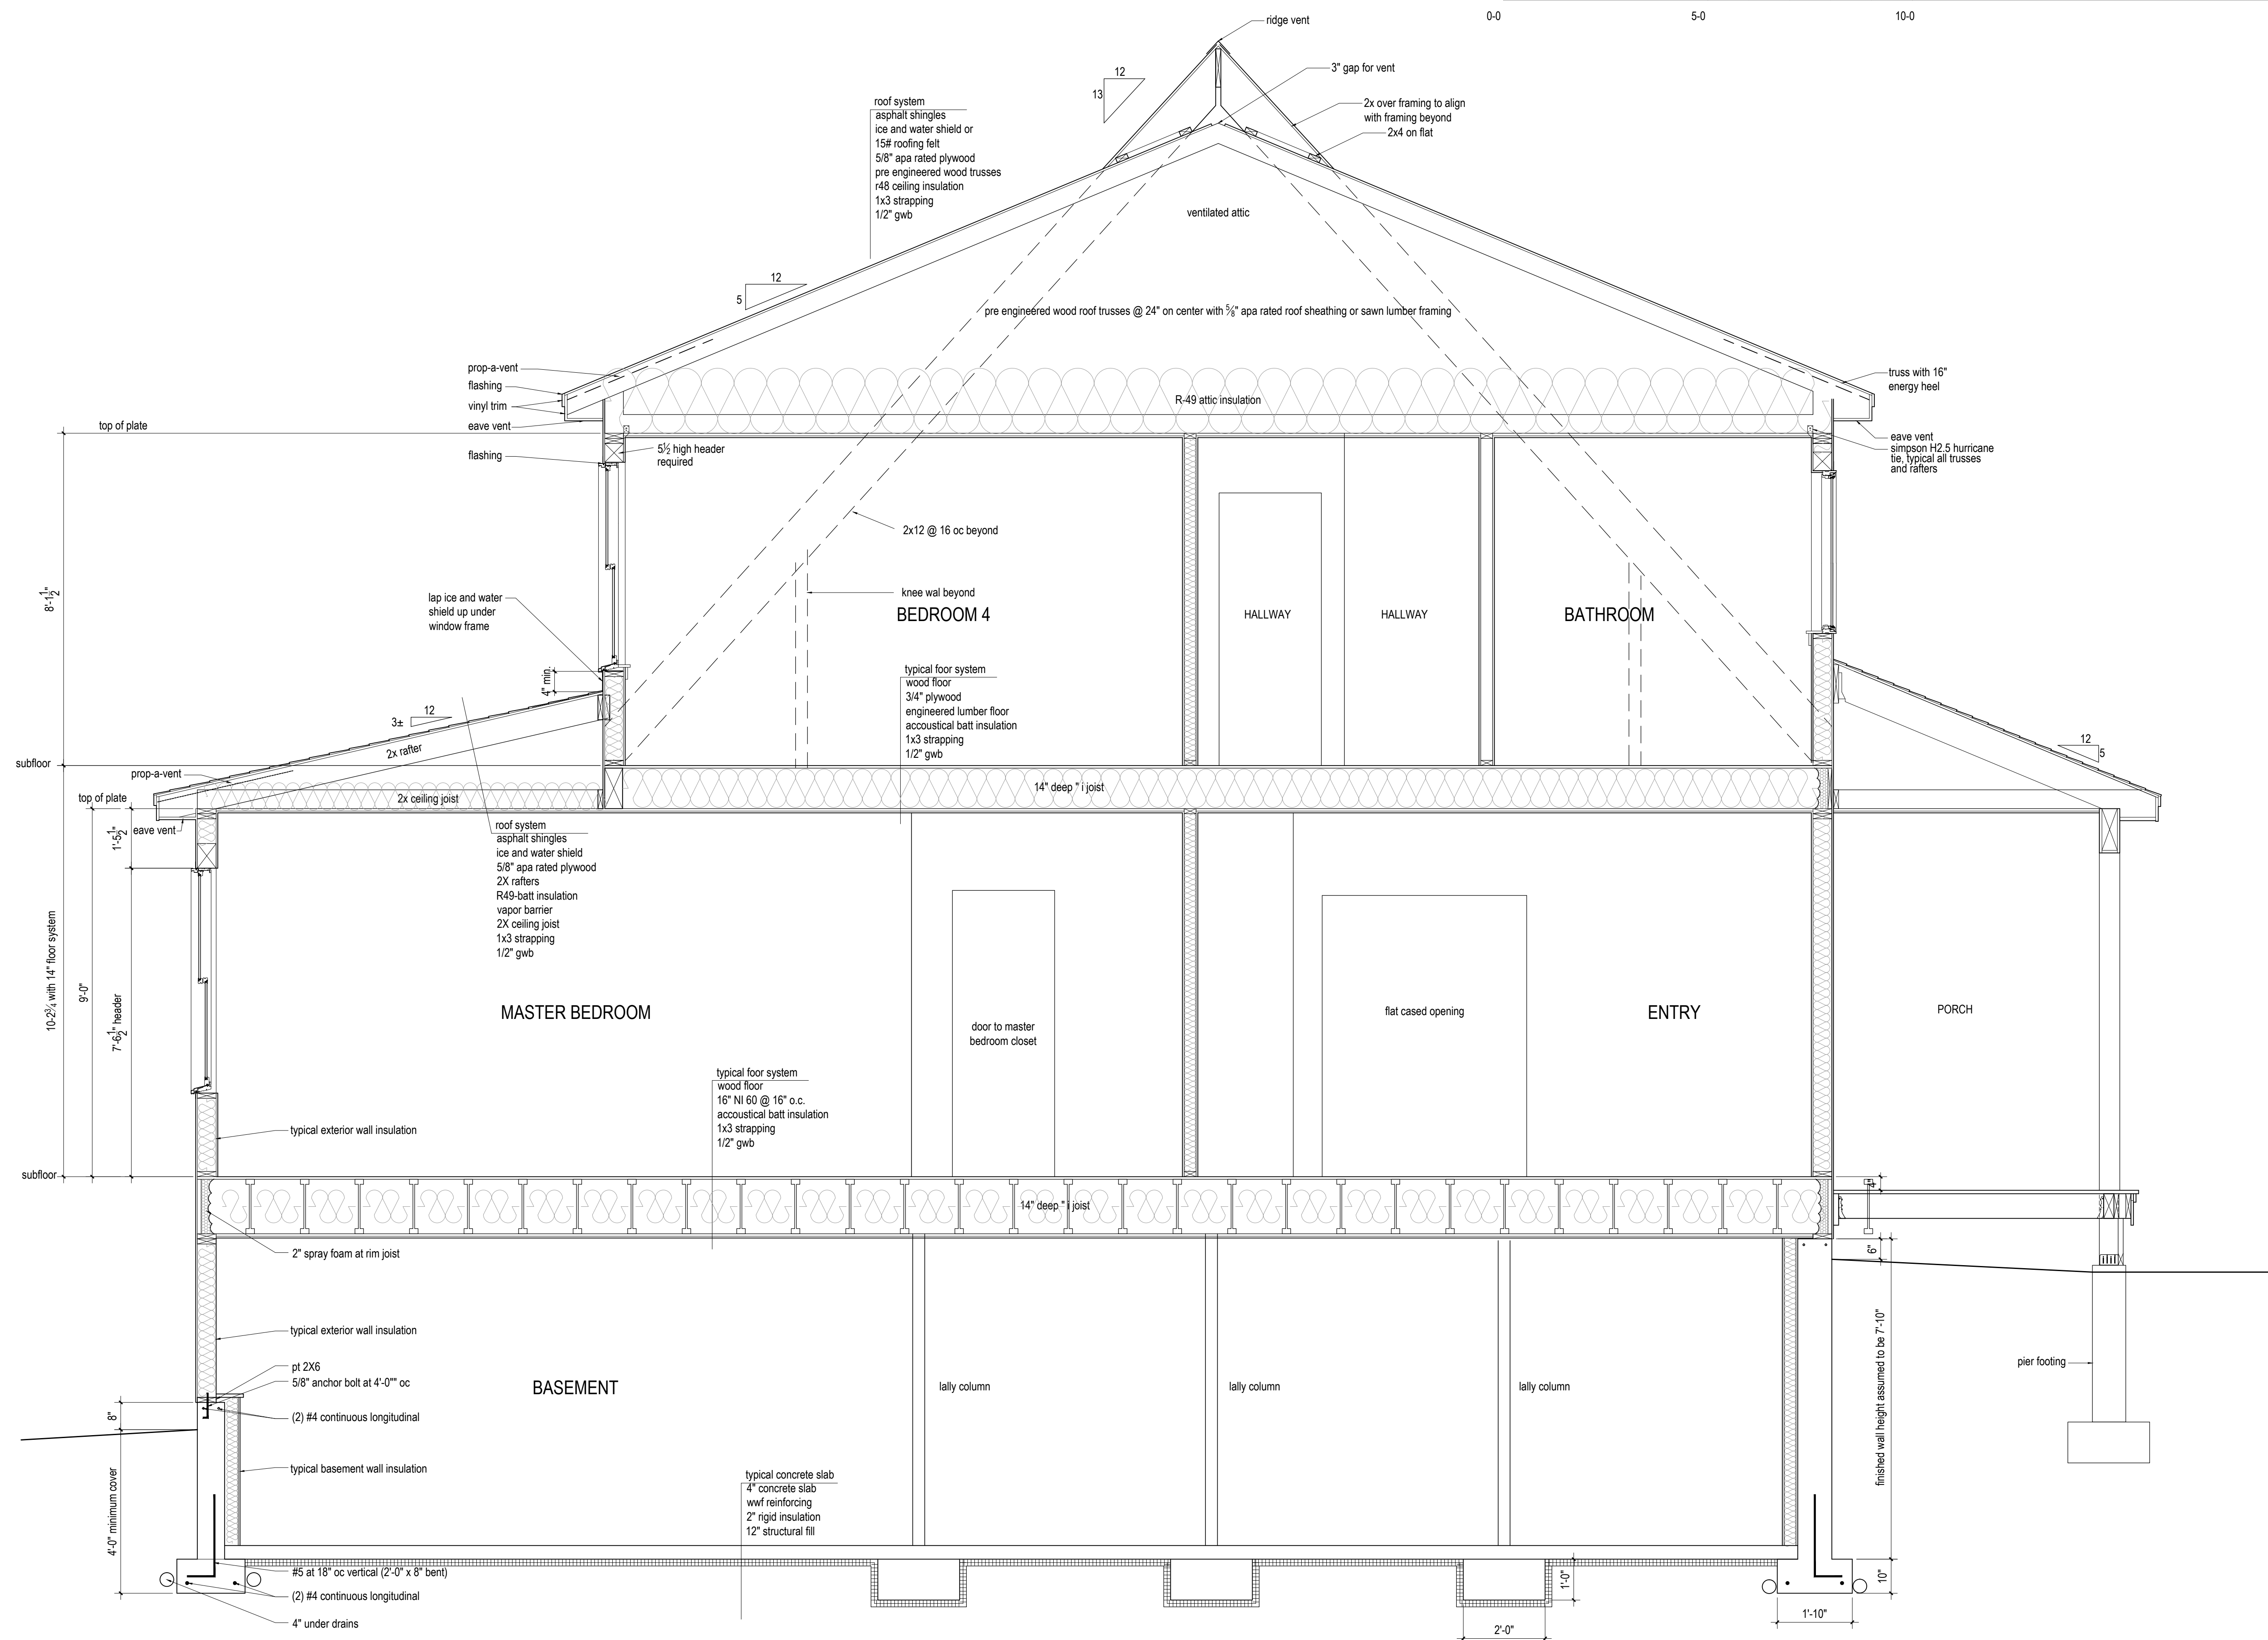 0-0
5-0
10-0
ridge vent
3" gap for vent
12
13
2x over framing to align
with framing beyond
2x4 on flat
roof system
asphalt shingles
ice and water shield or
15# roofing felt
5/8" apa rated plywood
pre engineered wood trusses
r48 ceiling insulation
1x3 strapping
1/2" gwb
ventilated attic
12
5
pre engineered wood roof trusses @ 24" on center with 5/8" apa rated roof sheathing or sawn lumber framing
prop-a-vent
flashing
vinyl trim
eave vent
R-49 attic insulation
truss with 16"
energy heel
top of plate
flashing
5 1/2 high header
required
eave vent
simpson H2.5 hurricane
tie, typical all trusses
and rafters
2x12 @ 16 oc beyond
8'-1 1/2"
lap ice and water
shield up under
window frame
knee wal beyond
BEDROOM 4
HALLWAY
HALLWAY
BATHROOM
4" min.
typical foor system
wood floor
3/4" plywood
engineered lumber floor
accoustical batt insulation
1x3 strapping
1/2" gwb
12
3±
2x rafter
12
5
subfloor
prop-a-vent
top of plate
2x ceiling joist
14" deep " i joist
eave vent
1'-5 1/2"
roof system
asphalt shingles
ice and water shield
5/8" apa rated plywood
2X rafters
R49-batt insulation
vapor barrier
2X ceiling joist
1x3 strapping
1/2" gwb
10-2 3/4 with 14" floor system
9'-0"
7'-6 1/2" header
MASTER BEDROOM
door to master
bedroom closet
flat cased opening
ENTRY
PORCH
typical foor system
wood floor
16" NI 60 @ 16" o.c.
accoustical batt insulation
1x3 strapping
1/2" gwb
typical exterior wall insulation
subfloor
4"
14" deep " i joist
2" spray foam at rim joist
6"
typical exterior wall insulation
finished wall height assumed to be 7'-10"
pt 2X6
5/8" anchor bolt at 4'-0"" oc
BASEMENT
lally column
lally column
lally column
pier footing
8"
(2) #4 continuous longitudinal
typical basement wall insulation
4'-0" minimum cover
typical concrete slab
4" concrete slab
wwf reinforcing
2" rigid insulation
12" structural fill
#5 at 18" oc vertical (2'-0" x 8" bent)
(2) #4 continuous longitudinal
4" under drains
1'-0"
10"
1'-10"
2'-0"